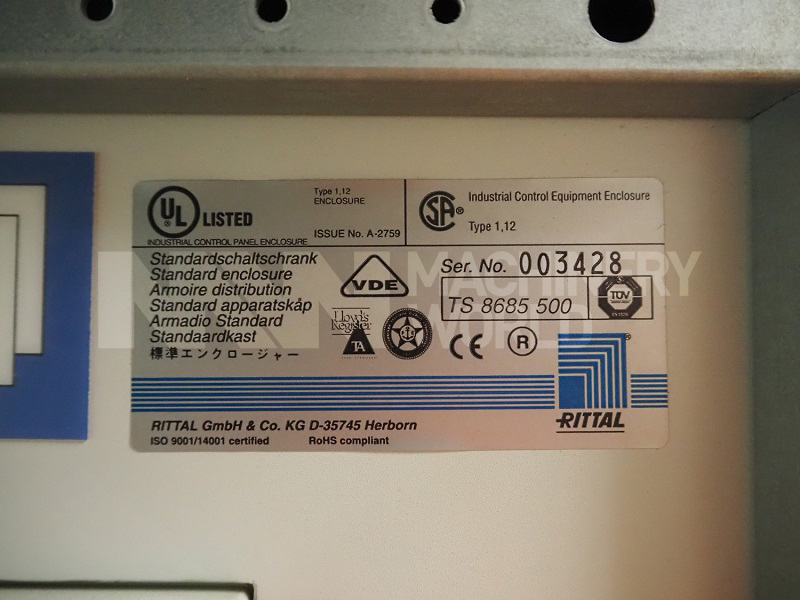 UL® LISTED
Type 1,12
ENCLOSURE
ISSUE No. A-2759
INDUSTRIAL CONTROL PANEL ENCLOSURE
SA®
Industrial Control Equipment Enclosure
Type 1,12
Standardschaltschrank
Standard enclosure
Armoire distribution
Standard apparatskåp
Armadio Standard
Standaardkast
標準エンクロージャー
VDE
Lloyd's
Register
TA
Ser. No. 003428
TS 8685 500
TÜV
CE
R
MACHINERY
WORLD
RITTAL
RITTAL GmbH & Co. KG D-35745 Herborn
ISO 9001/14001 certified RoHS compliant